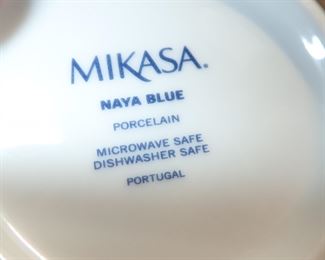 MIKASA.
NAYA BLUE
PORCELAIN
MICROWAVE SAFE
DISHWASHER SAFE
PORTUGAL